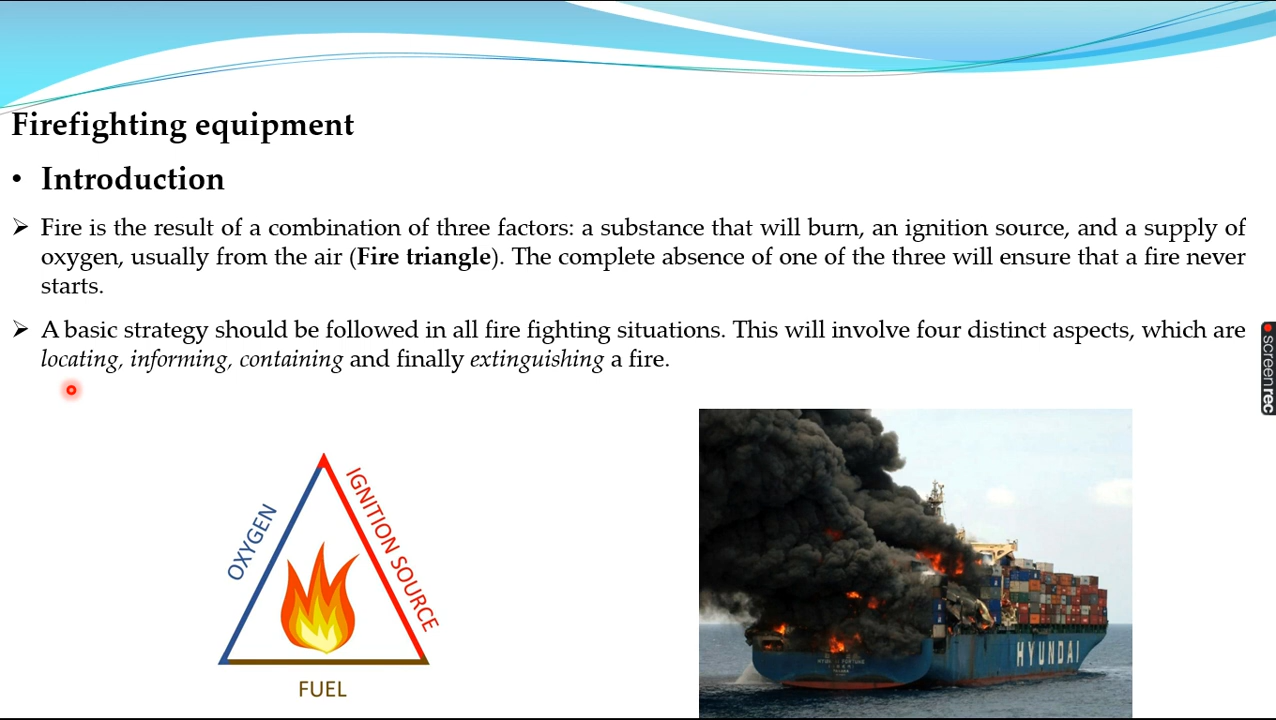 Firefighting equipment
• Introduction
➢ Fire is the result of a combination of three factors: a substance that will burn, an ignition source, and a supply of
oxygen, usually from the air (Fire triangle). The complete absence of one of the three will ensure that a fire never
starts.
➢ A basic strategy should be followed in all fire fighting situations. This will involve four distinct aspects, which are
locating, informing, containing and finally extinguishing a fire.
OXYGEN
IGNITION SOURCE
FUEL
HYUNDAI
screenrec